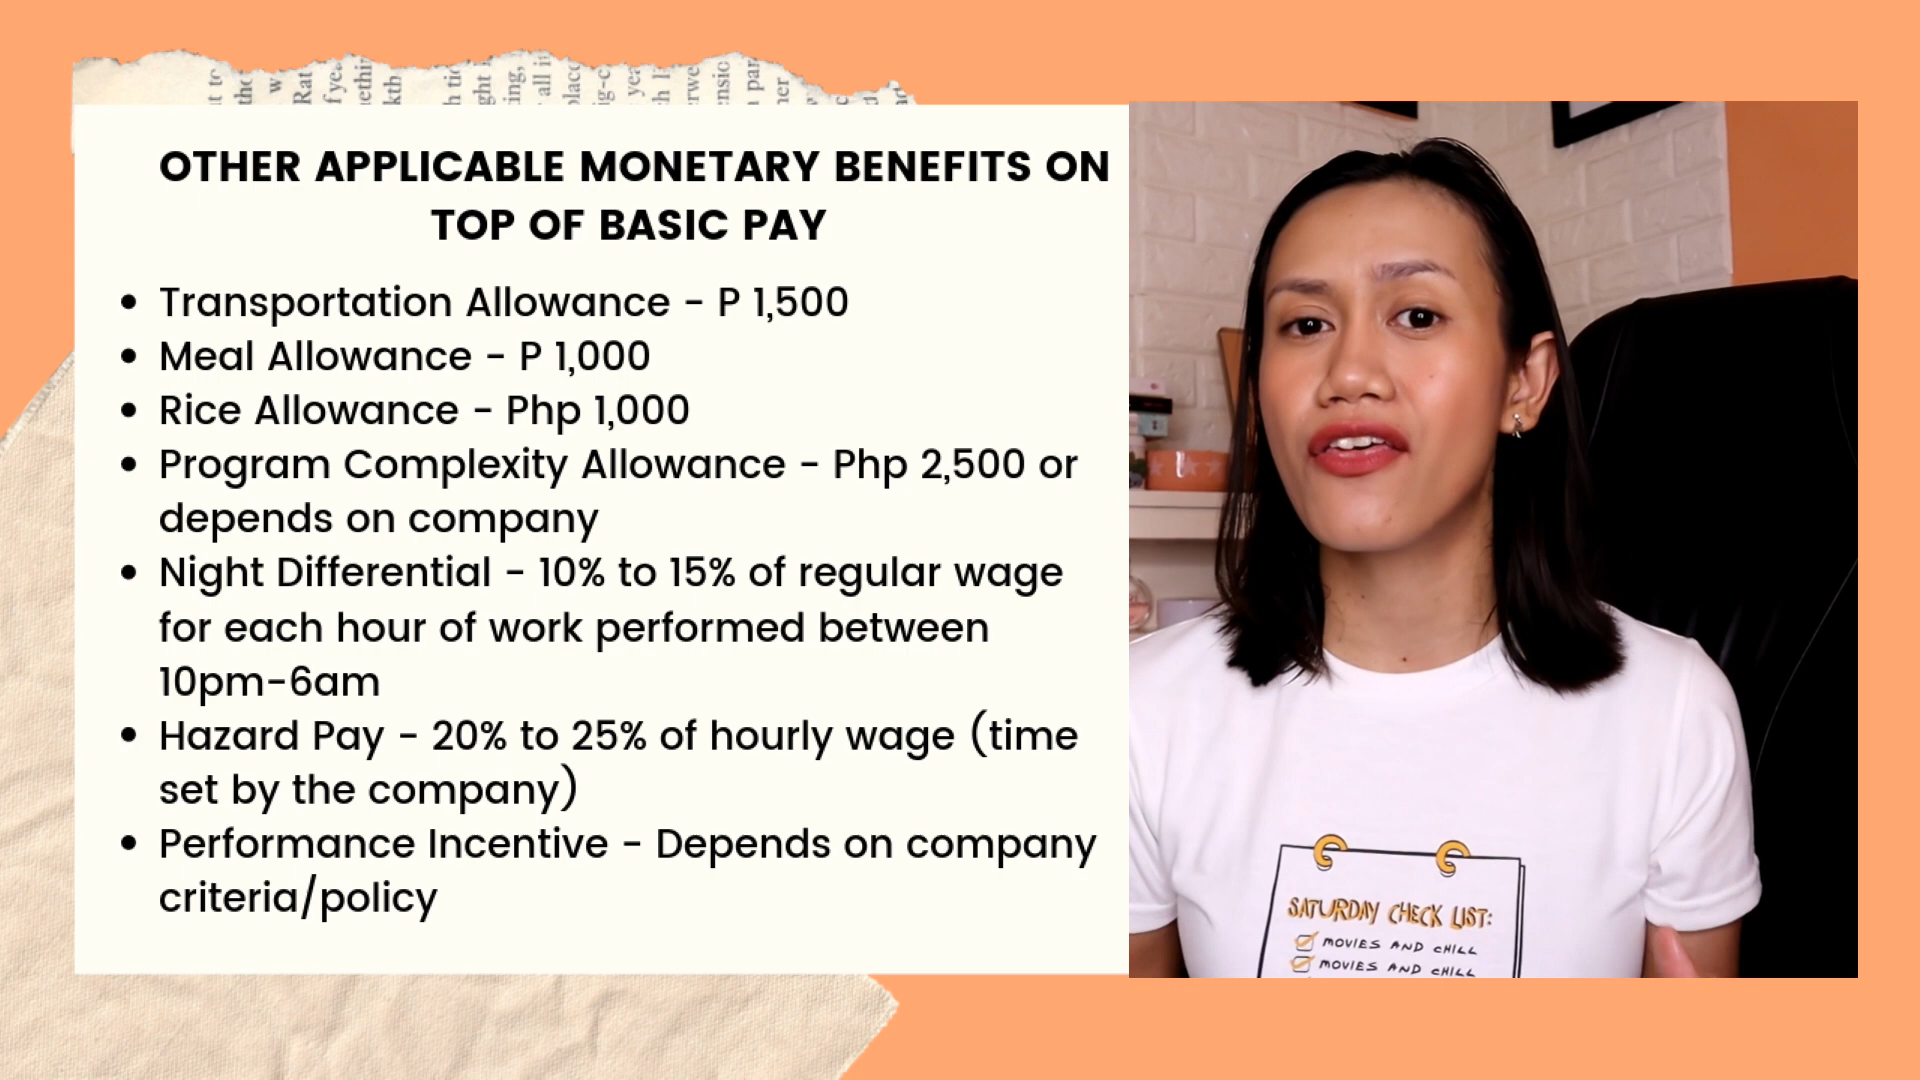 OTHER APPLICABLE MONETARY BENEFITS ON
TOP OF BASIC PAY
• Transportation Allowance - P 1,500
• Meal Allowance - P 1,000
• Rice Allowance - Php 1,000
• Program Complexity Allowance - Php 2,500 or
depends on company
• Night Differential - 10% to 15% of regular wage
for each hour of work performed between
10pm-6am
• Hazard Pay - 20% to 25% of hourly wage (time
set by the company)
• Performance Incentive - Depends on company
criteria/policy
SATURDAY CHECK LIST:
MOVIES AND CHILL
MOVIES AND CHILL